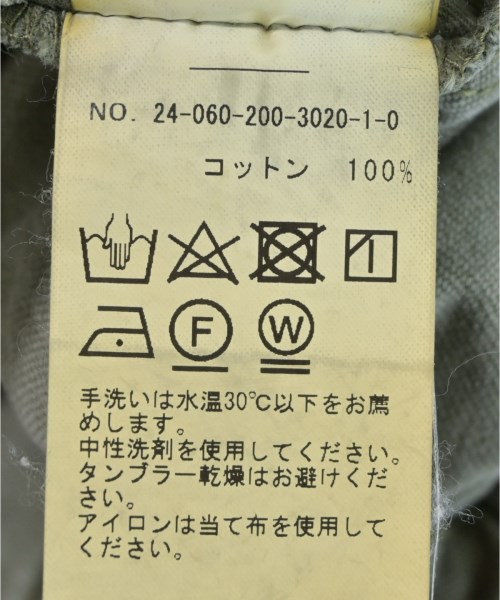 NO. 24-060-200-3020-1-0
コットン 100%
F
W
手洗いは水温30℃以下をお薦
めします。
中性洗剤を使用してください。
タンブラー乾燥はお避けくだ
さい。
アイロンは当て布を使用して
ください。